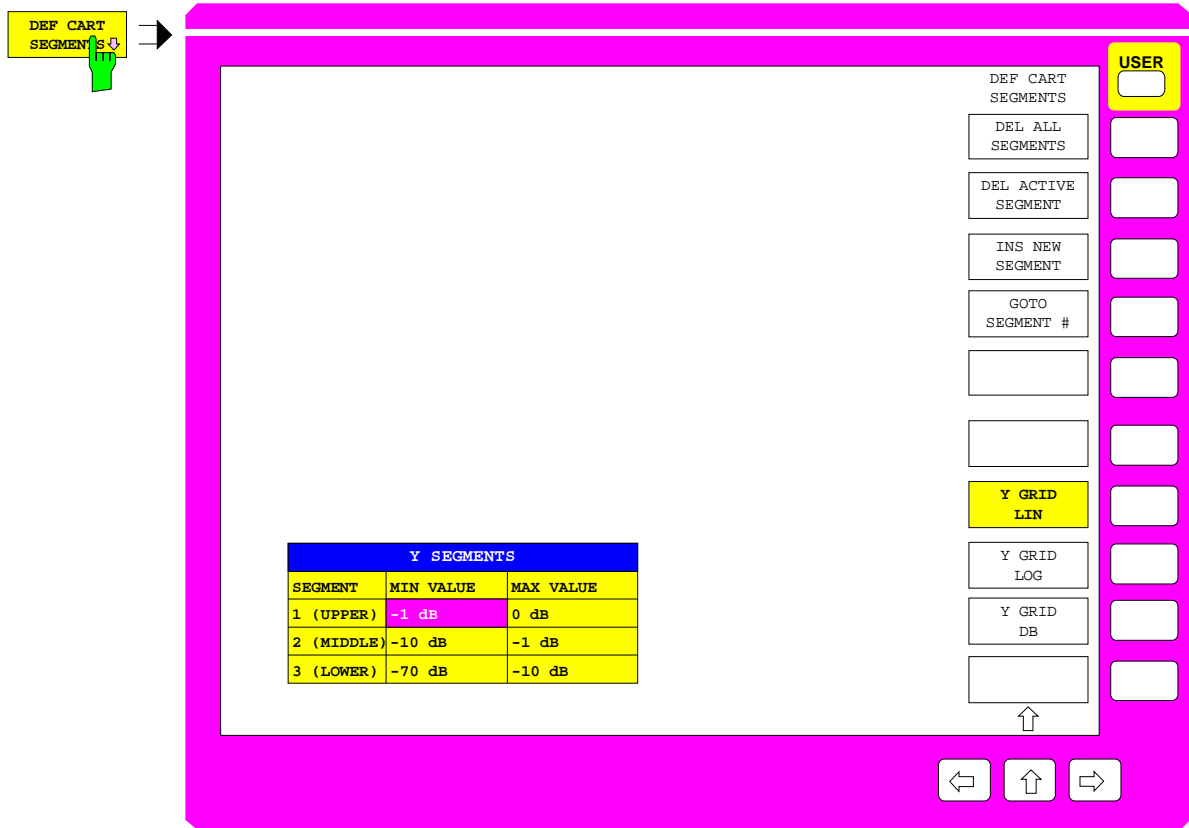 DEF CART
SEGMENTS
USER
DEF CART
SEGMENTS
DEL ALL
SEGMENTS
DEL ACTIVE
SEGMENT
INS NEW
SEGMENT
GOTO
SEGMENT #
Y GRID
LIN
Y GRID
LOG
Y GRID
DB
Y SEGMENTS
SEGMENT MIN VALUE MAX VALUE
1 (UPPER) -1 dB 0 dB
2 (MIDDLE) -10 dB -1 dB
3 (LOWER) -70 dB -10 dB